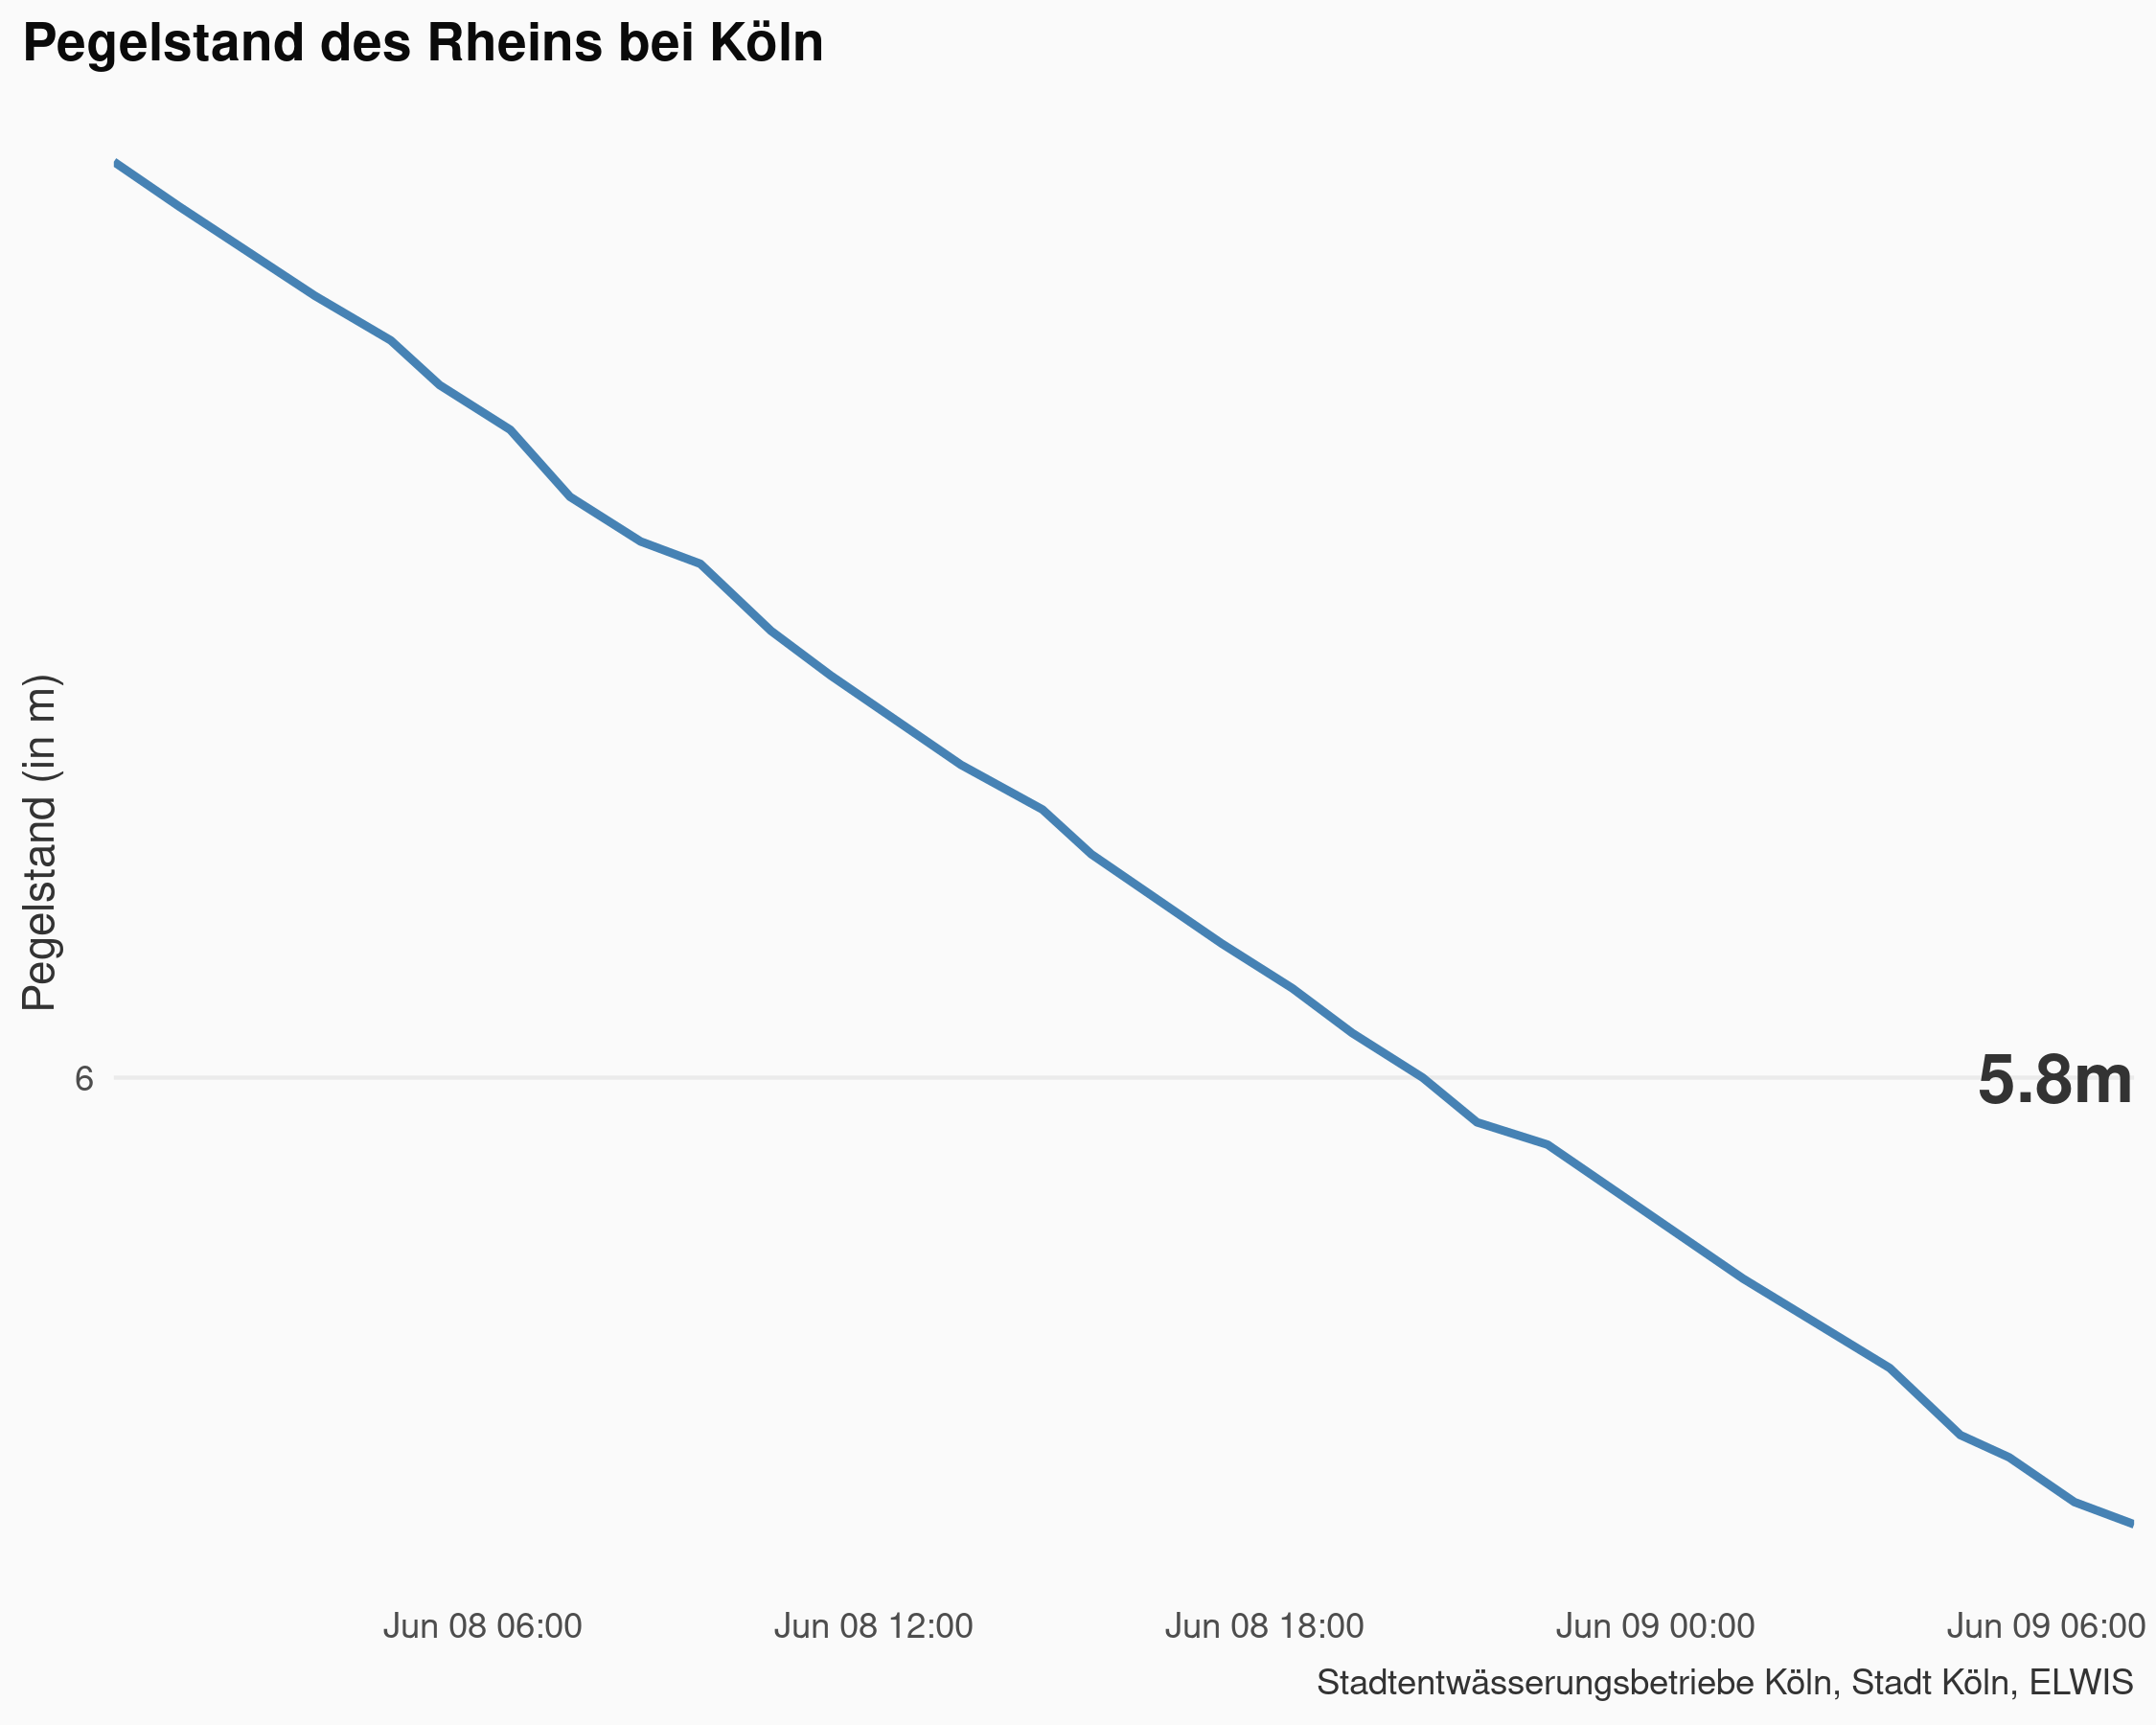 Pegelstand des Rheins bei Köln
Pegelstand (in m)
6
5.8m
Jun 08 06:00
Jun 08 12:00
Jun 08 18:00
Jun 09 00:00
Jun 09 06:00
Stadtentwässerungsbetriebe Köln, Stadt Köln, ELWIS